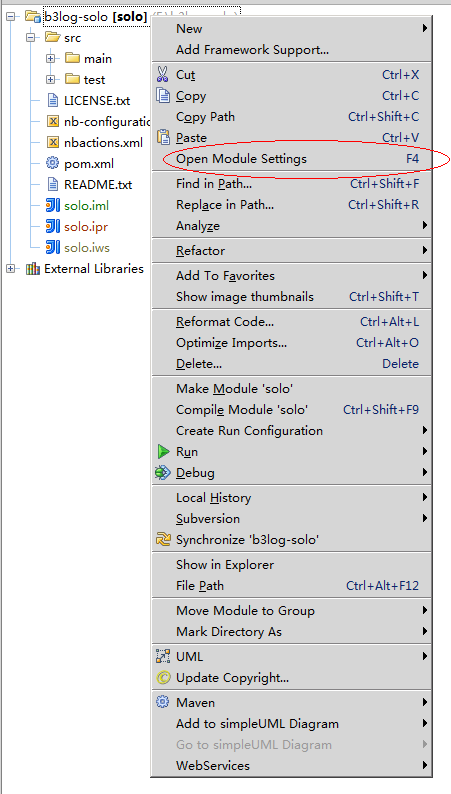 b3log-solo [solo]
src
main
test
LICENSE.txt
nb-configuratio
nbactions.xml
pom.xml
README.txt
solo.iml
solo.ipr
solo.iws
External Libraries
New
Add Framework Support...
Cut Ctrl+X
Copy Ctrl+C
Copy Path Ctrl+Shift+C
Paste Ctrl+V
Open Module Settings F4
Find in Path... Ctrl+Shift+F
Replace in Path... Ctrl+Shift+R
Analyze
Refactor
Add To Favorites
Show image thumbnails Ctrl+Shift+T
Reformat Code... Ctrl+Alt+L
Optimize Imports... Ctrl+Alt+O
Delete... Delete
Make Module 'solo'
Compile Module 'solo' Ctrl+Shift+F9
Create Run Configuration
Run
Debug
Local History
Subversion
Synchronize 'b3log-solo'
Show in Explorer
File Path Ctrl+Alt+F12
Move Module to Group
Mark Directory As
UML
Update Copyright...
Maven
Add to simpleUML Diagram
Go to simpleUML Diagram
WebServices